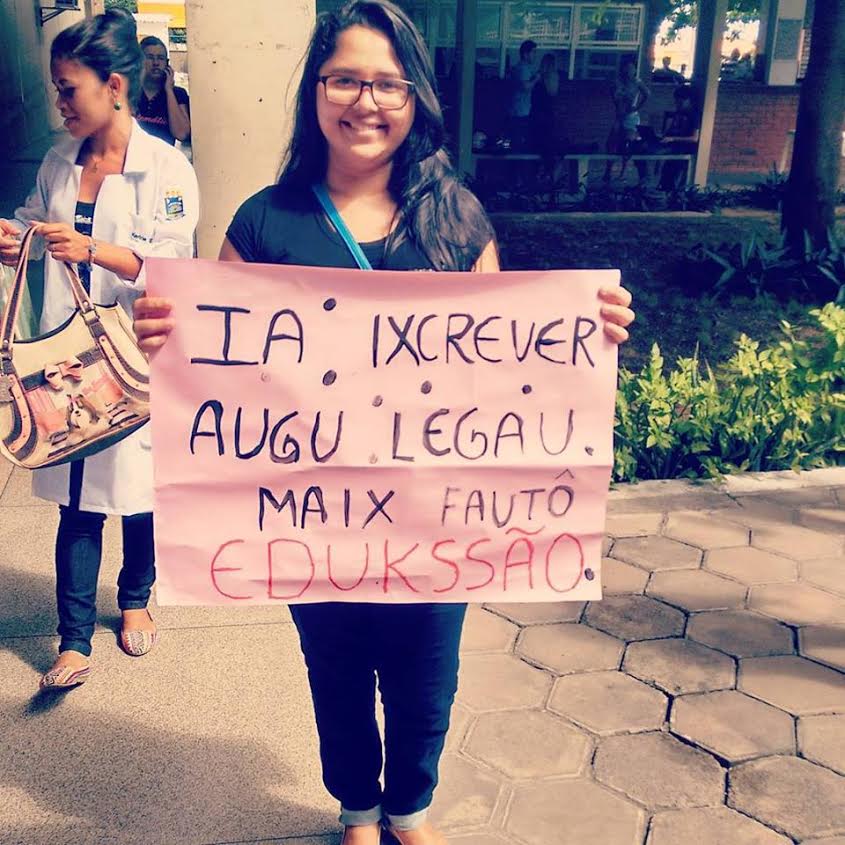 IA IXCREVER
AUGU LEGAU.
MAIX FAUTÔ
EDUKSSÃO.